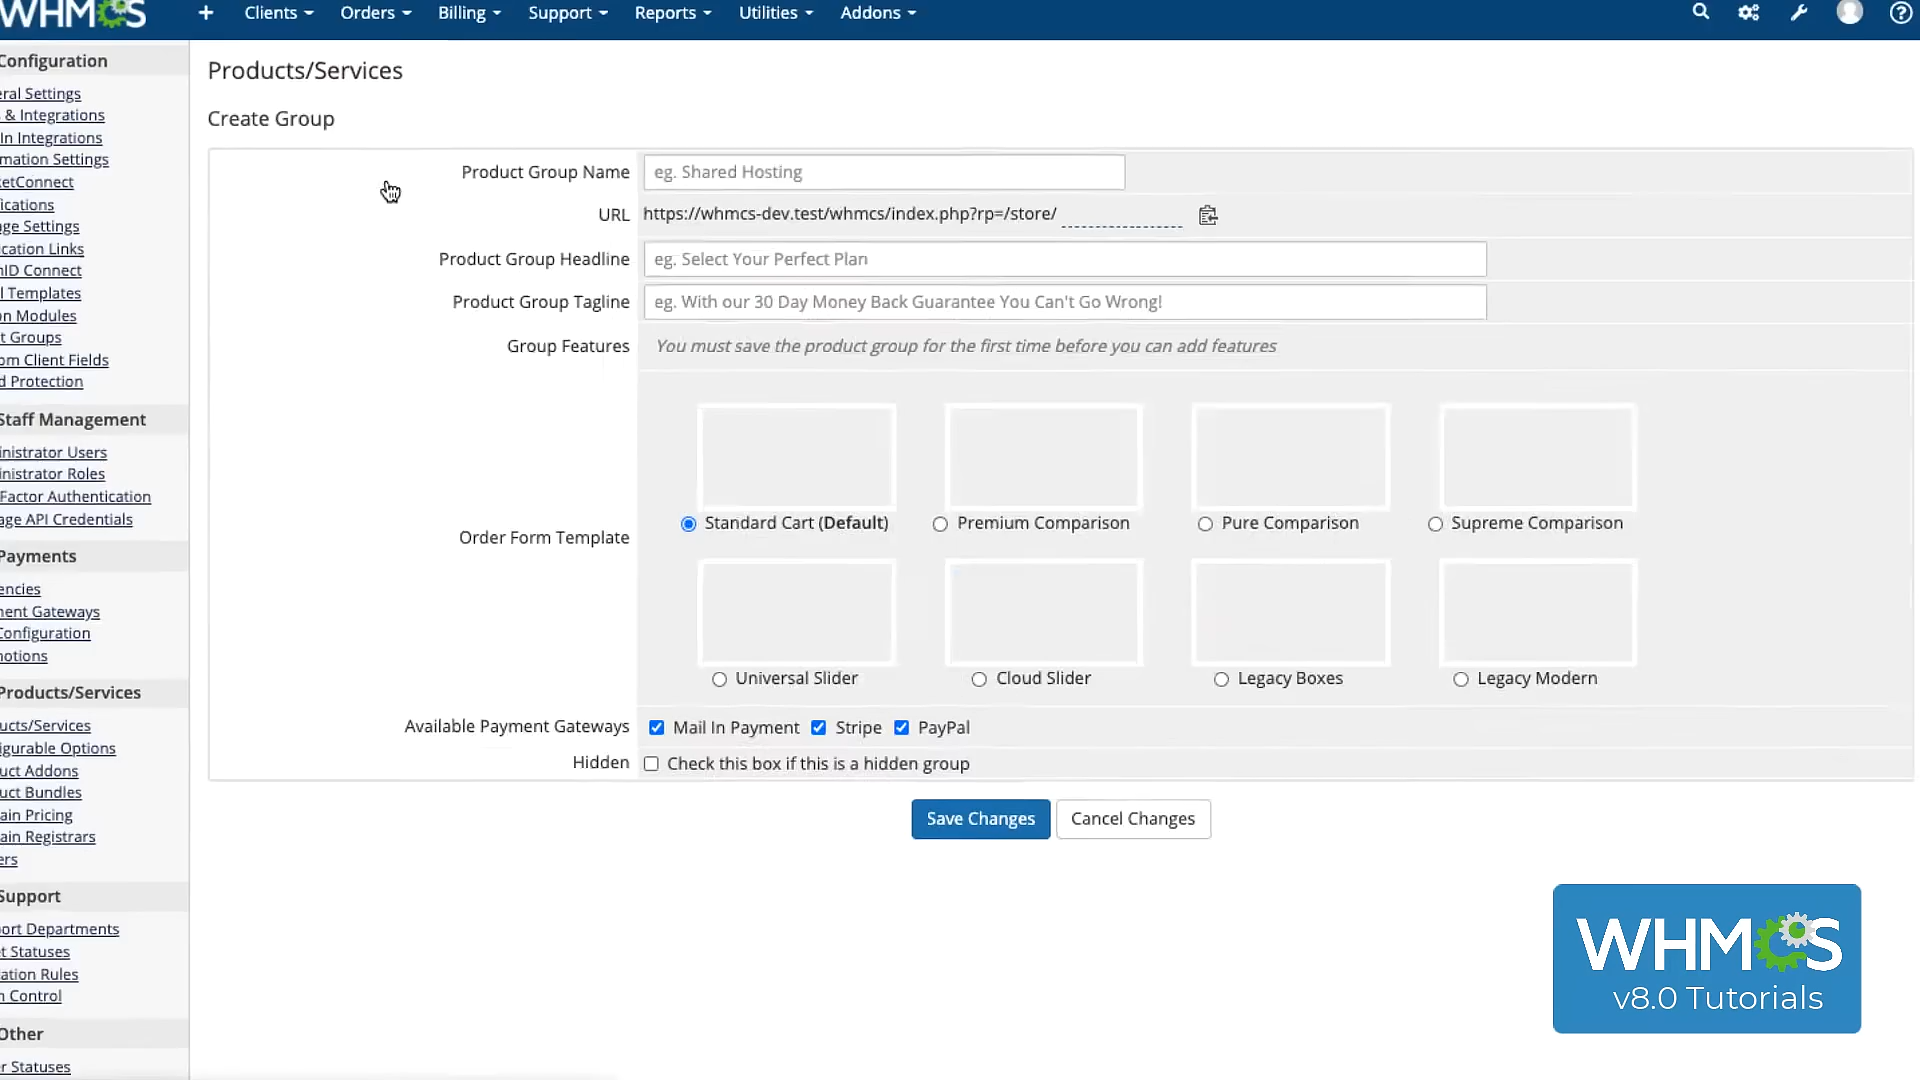 WHMCS
+ Clients Orders Billing Support Reports Utilities Addons
Configuration
eral Settings
& Integrations
In Integrations
mation Settings
etConnect
ications
ge Settings
ication Links
nID Connect
l Templates
on Modules
t Groups
om Client Fields
d Protection
Staff Management
inistrator Users
inistrator Roles
Factor Authentication
age API Credentials
Payments
encies
ment Gateways
Configuration
notions
Products/Services
ucts/Services
igurable Options
uct Addons
uct Bundles
ain Pricing
ain Registrars
ers
Support
ort Departments
t Statuses
ation Rules
n Control
Other
r Statuses
Products/Services
Create Group
Product Group Name eg. Shared Hosting
URL https://whmcs-dev.test/whmcs/index.php?rp=/store/
Product Group Headline eg. Select Your Perfect Plan
Product Group Tagline eg. With our 30 Day Money Back Guarantee You Can't Go Wrong!
Group Features You must save the product group for the first time before you can add features
Order Form Template
Standard Cart (Default) Premium Comparison Pure Comparison Supreme Comparison
Universal Slider Cloud Slider Legacy Boxes Legacy Modern
Available Payment Gateways Mail In Payment Stripe PayPal
Hidden Check this box if this is a hidden group
Save Changes Cancel Changes
WHMCS
v8.0 Tutorials